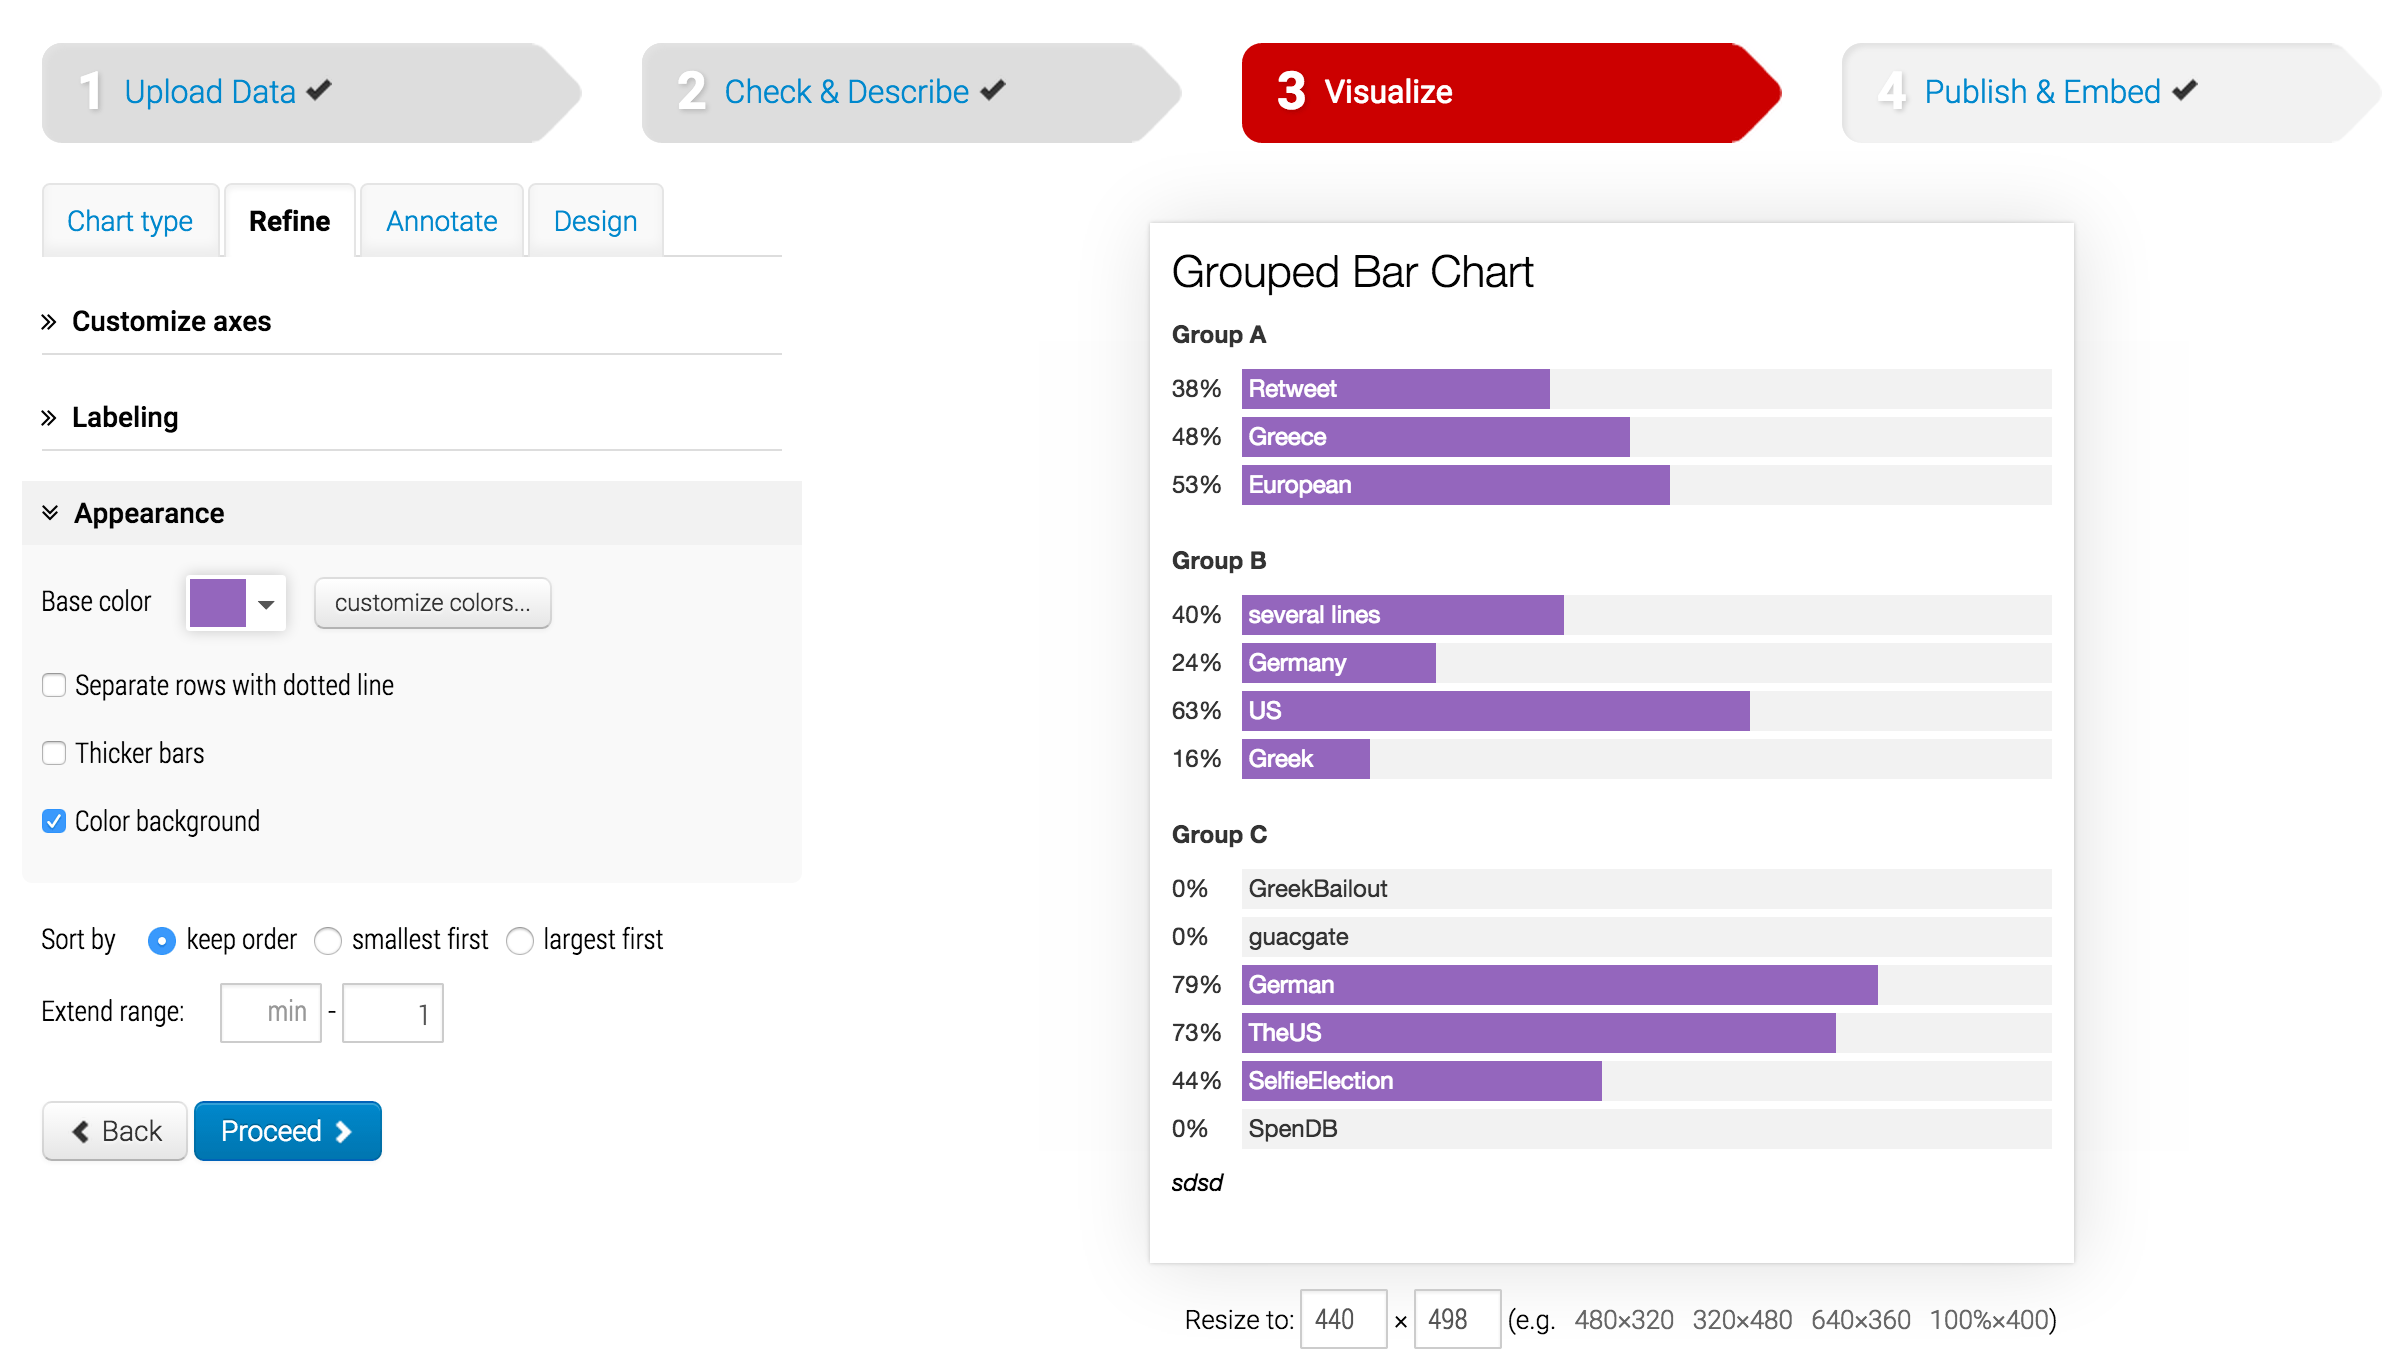 1 Upload Data
2 Check & Describe
3 Visualize
4 Publish & Embed
Chart type
Refine
Annotate
Design
Customize axes
Labeling
Appearance
Base color
customize colors...
Separate rows with dotted line
Thicker bars
Color background
Sort by keep order smallest first largest first
Extend range: min - 1
Back
Proceed
Grouped Bar Chart
Group A
38% Retweet
48% Greece
53% European
Group B
40% several lines
24% Germany
63% US
16% Greek
Group C
0% GreekBailout
0% guacgate
79% German
73% TheUS
44% SelfieElection
0% SpenDB
sdsd
Resize to: 440 × 498 (e.g. 480×320 320×480 640×360 100%×400)